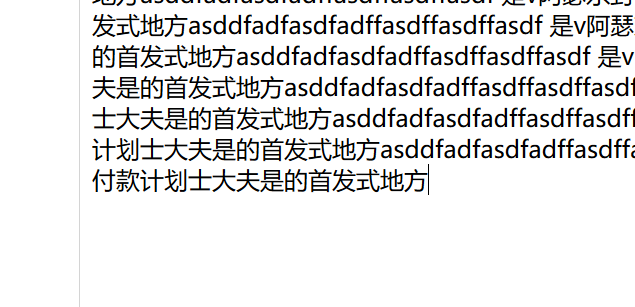 发式地方asddfadfasdfadffasdffasdffasdf 是v阿瑟
的首发式地方asddfadfasdfadffasdffasdffasdf 是v
夫是的首发式地方asddfadfasdfadffasdffasdffasdf
士大夫是的首发式地方asddfadfasdfadffasdffasdff
计划士大夫是的首发式地方asddfadfasdfadffasdffa
付款计划士大夫是的首发式地方